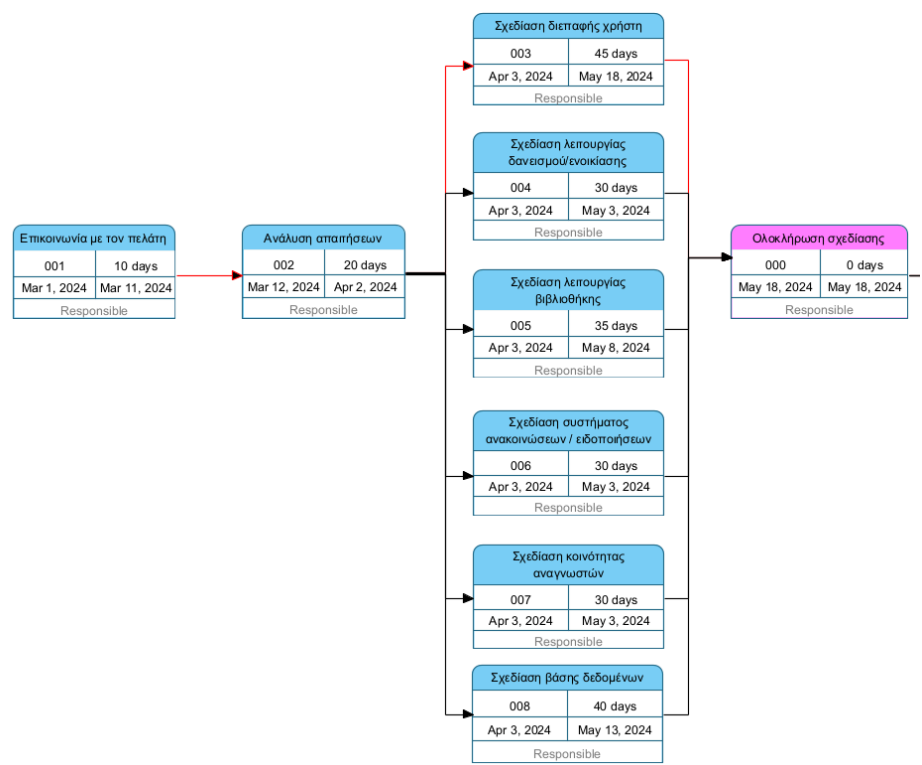 Σχεδίαση διεπαφής χρήστη
003 45 days
Apr 3, 2024 May 18, 2024
Responsible
Σχεδίαση λειτουργίας
δανεισμού/ενοικίασης
004 30 days
Apr 3, 2024 May 3, 2024
Responsible
Επικοινωνία με τον πελάτη
001 10 days
Mar 1, 2024 Mar 11, 2024
Responsible
Ανάλυση απαιτήσεων
002 20 days
Mar 12, 2024 Apr 2, 2024
Responsible
Σχεδίαση λειτουργίας
βιβλιοθήκης
005 35 days
Apr 3, 2024 May 8, 2024
Responsible
Σχεδίαση συστήματος
ανακοινώσεων / ειδοποιήσεων
006 30 days
Apr 3, 2024 May 3, 2024
Responsible
Σχεδίαση κοινότητας
αναγνωστών
007 30 days
Apr 3, 2024 May 3, 2024
Responsible
Σχεδίαση βάσης δεδομένων
008 40 days
Apr 3, 2024 May 13, 2024
Responsible
Ολοκλήρωση σχεδίασης
000 0 days
May 18, 2024 May 18, 2024
Responsible